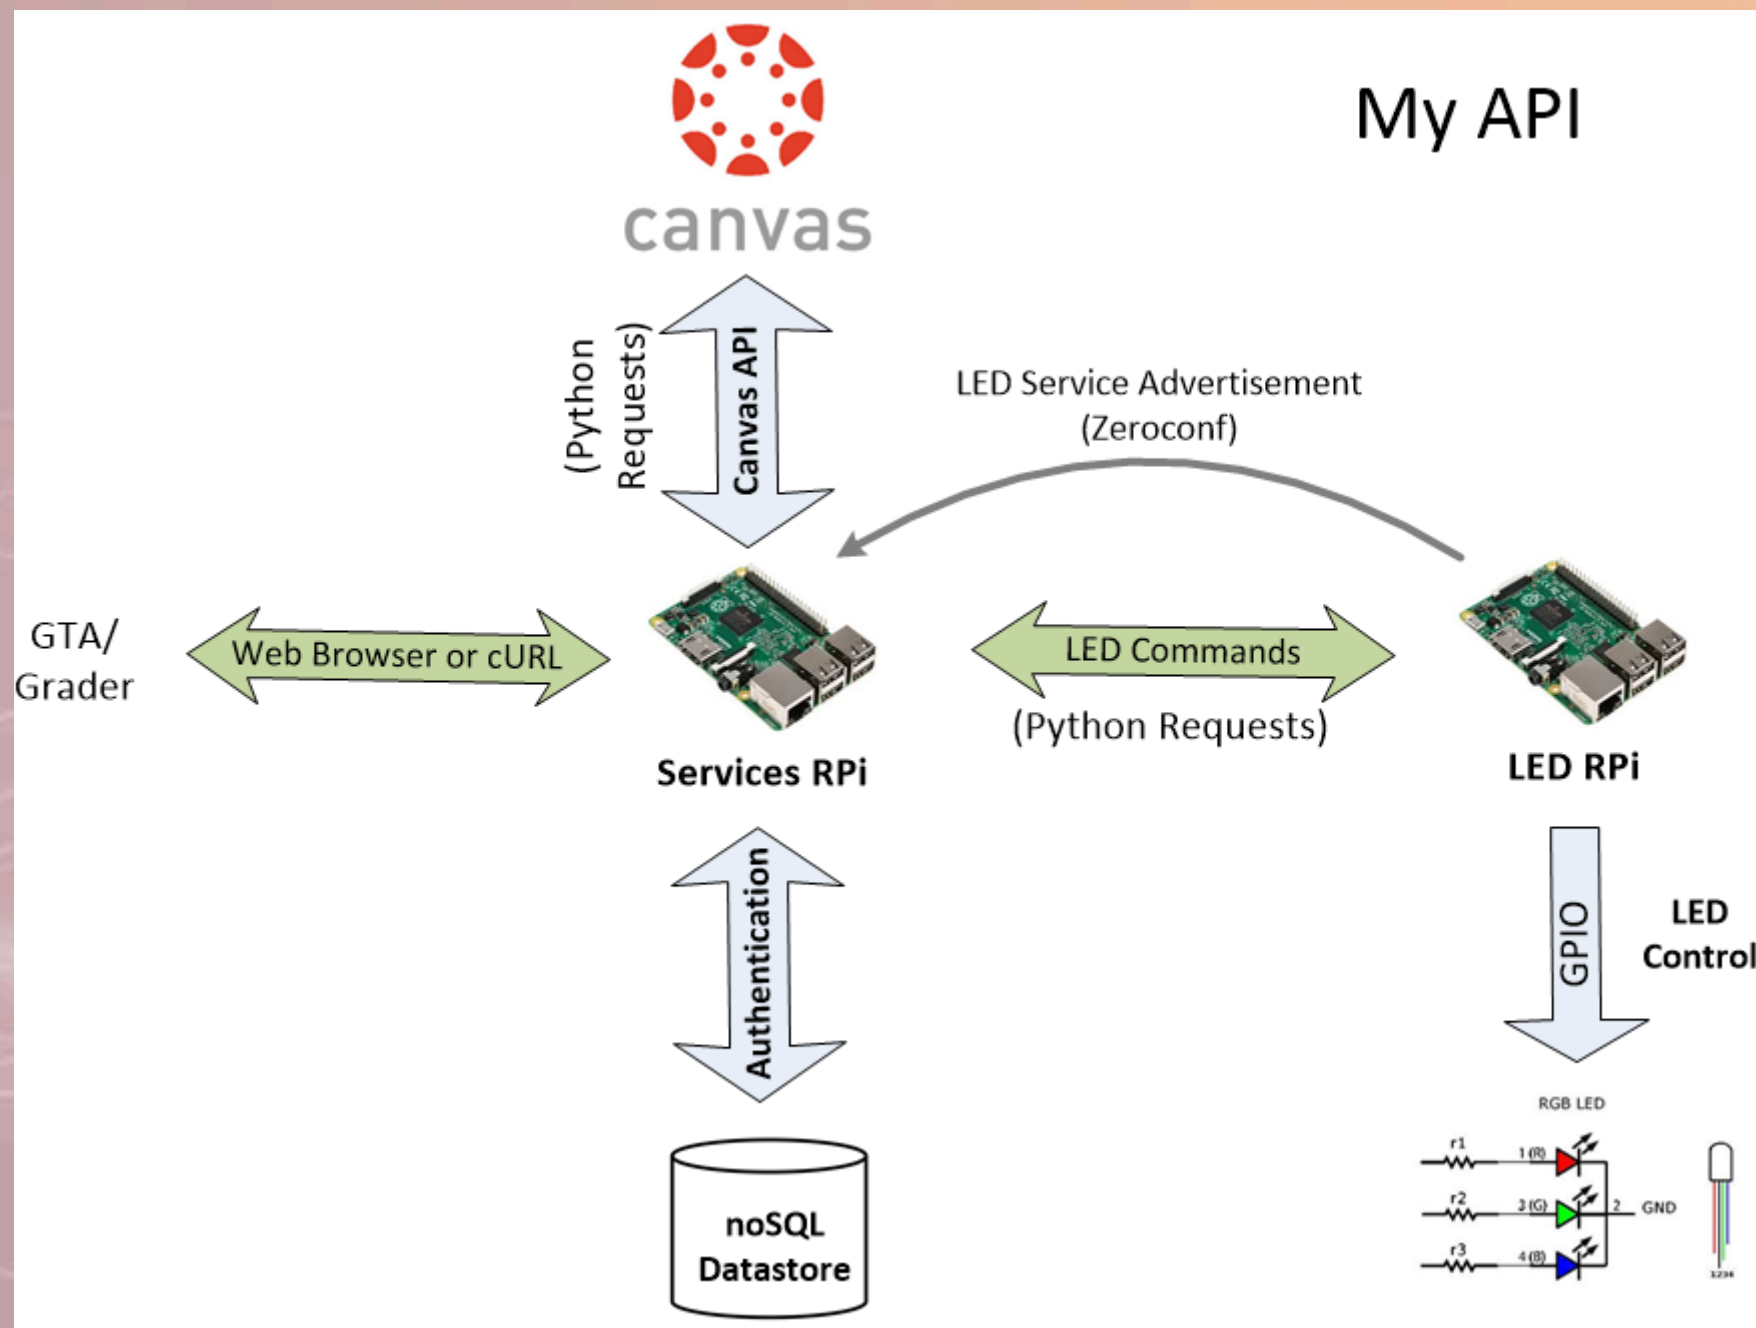 My API
canvas
(Python
Requests)
Canvas API
LED Service Advertisement
(Zeroconf)
GTA/
Grader
Web Browser or cURL
LED Commands
(Python Requests)
Services RPi
LED RPi
Authentication
GPIO
LED
Control
noSQL
Datastore
RGB LED
r1
1 (R)
r2
3 (G)
2
GND
r3
4 (B)
1234